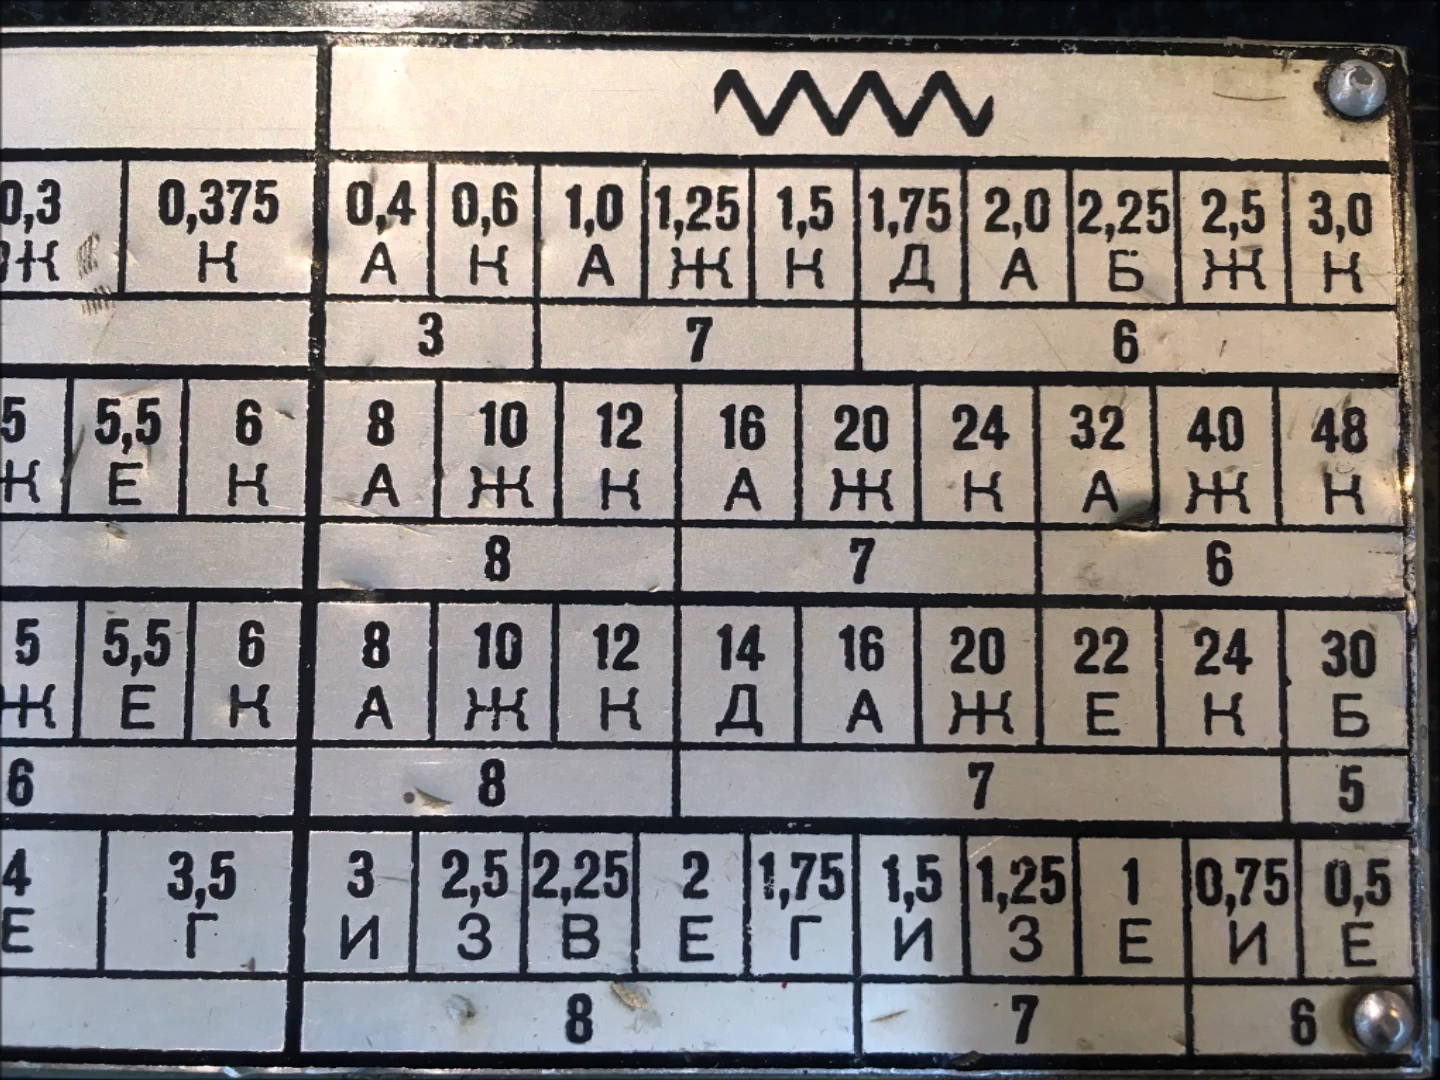 0,3 0,375 0,4 0,6 1,0 1,25 1,5 1,75 2,0 2,25 2,5 3,0
Ж К А К А Ж К Д А Б Ж К
3 7 6
5 5,5 6 8 10 12 16 20 24 32 40 48
Ж Е К А Ж К А Ж К А Ж К
8 7 6
5 5,5 6 8 10 12 14 16 20 22 24 30
Ж Е К А Ж К Д А Ж Е К Б
6 8 7 5
4 3,5 3 2,5 2,25 2 1,75 1,5 1,25 1 0,75 0,5
Е Г И З В Е Г И З Е И Е
8 7 6